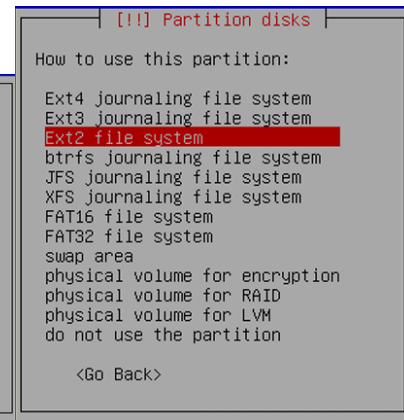 [!!] Partition disks
How to use this partition:
Ext4 journaling file system
Ext3 journaling file system
Ext2 file system
btrfs journaling file system
JFS journaling file system
XFS journaling file system
FAT16 file system
FAT32 file system
swap area
physical volume for encryption
physical volume for RAID
physical volume for LVM
do not use the partition
<Go Back>